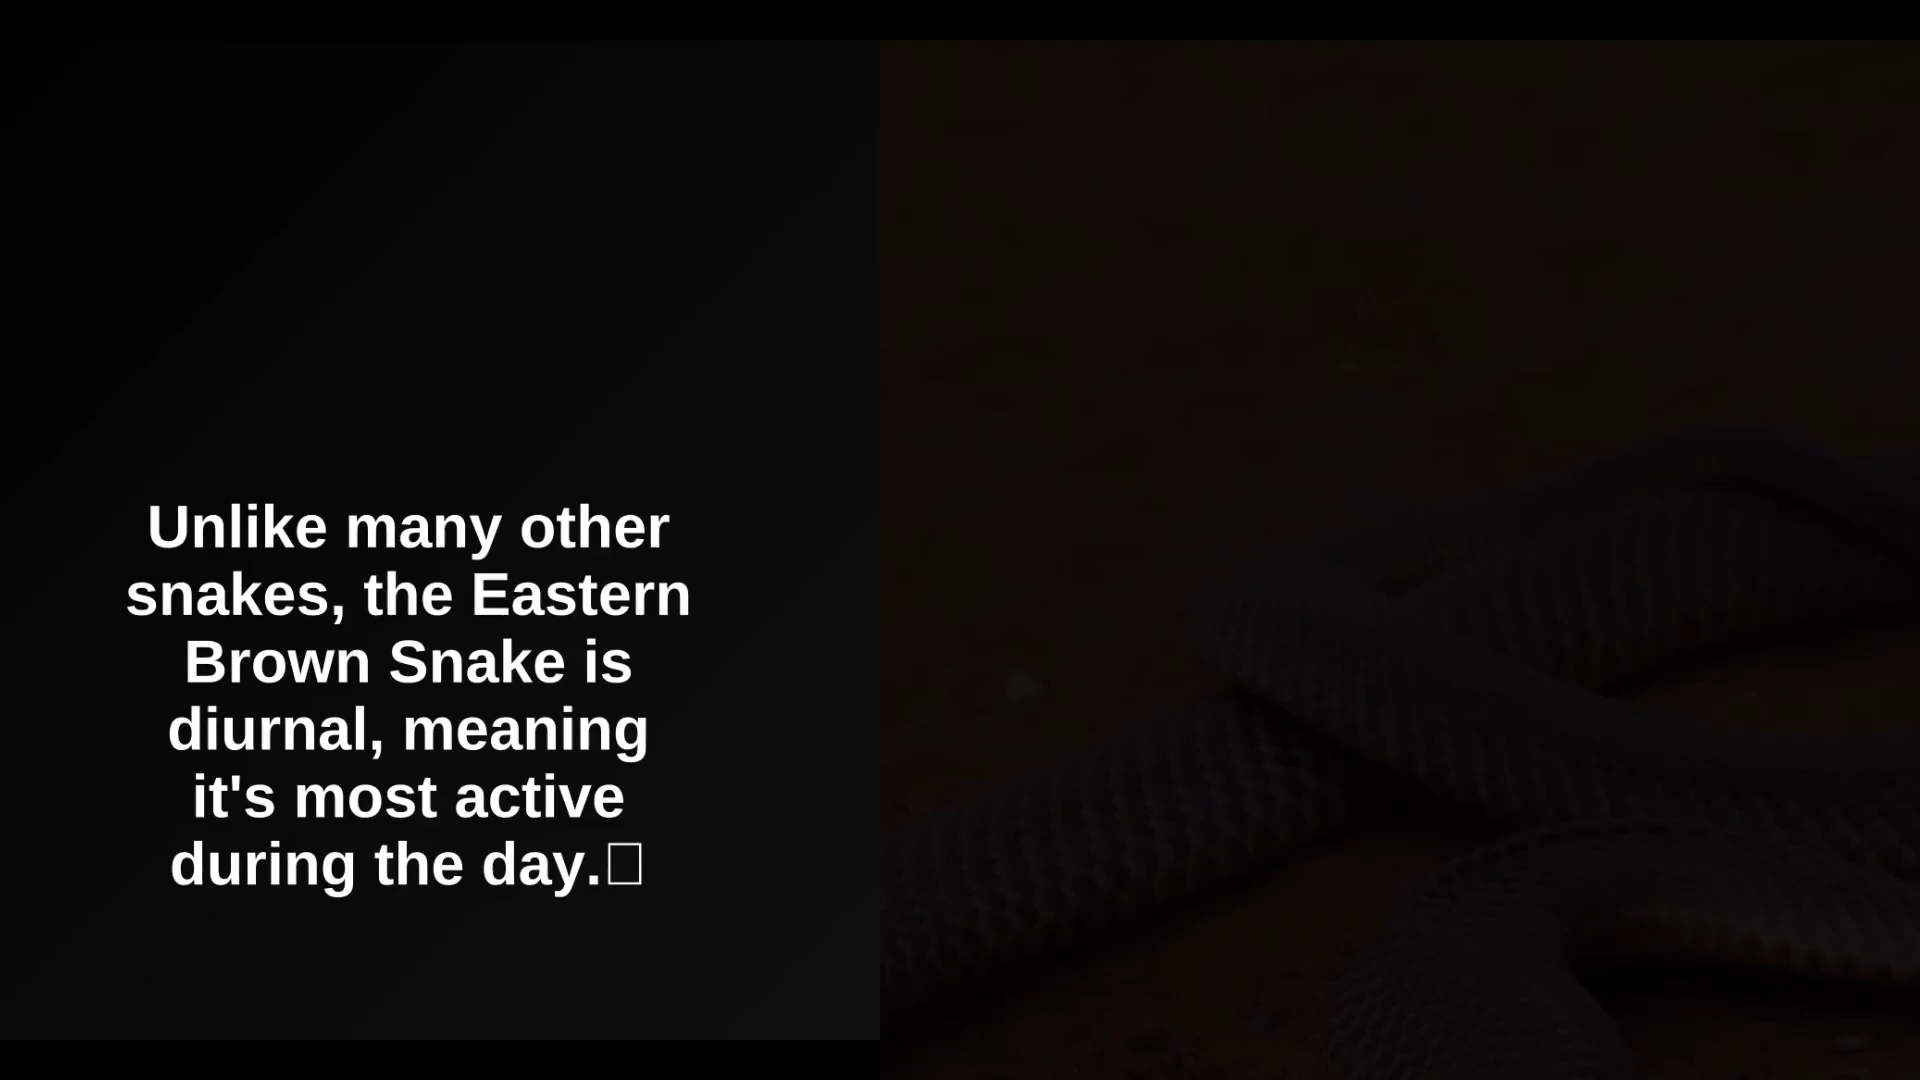 Unlike many other
snakes, the Eastern
Brown Snake is
diurnal, meaning
it's most active
during the day.